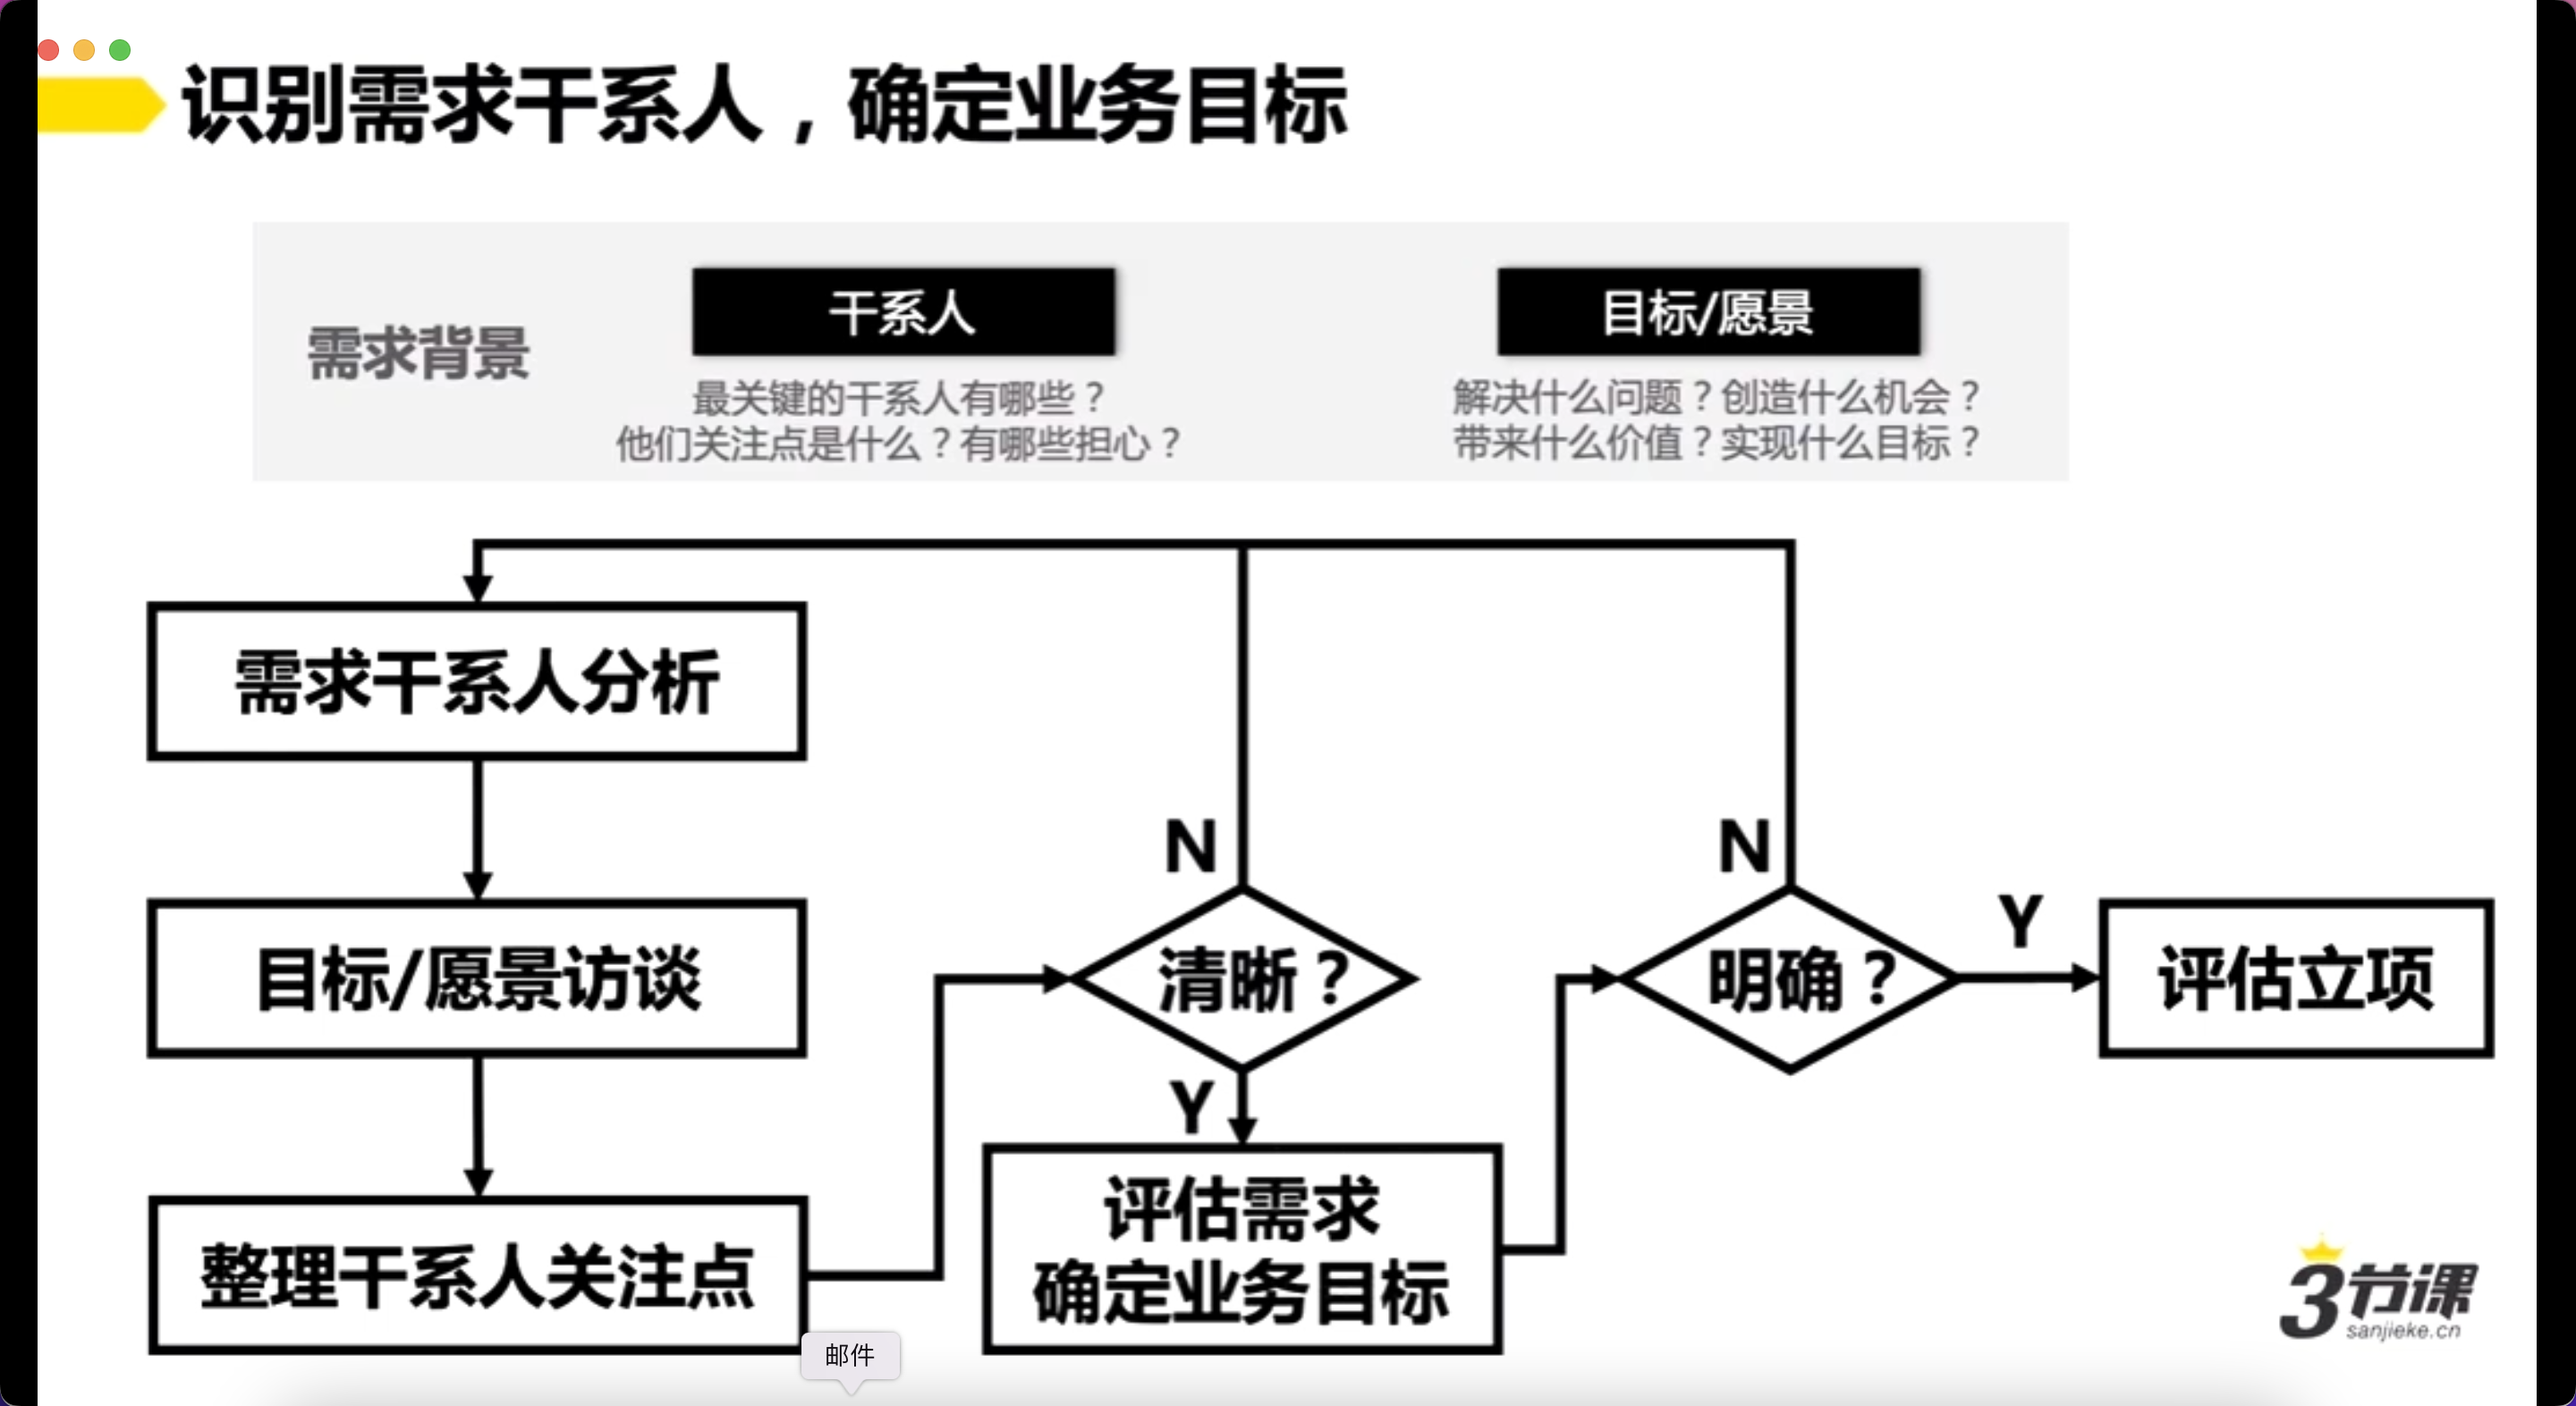 识别需求干系人，确定业务目标
需求背景
干系人
最关键的干系人有哪些？
他们关注点是什么？有哪些担心？
目标/愿景
解决什么问题？创造什么机会？
带来什么价值？实现什么目标？
需求干系人分析
目标/愿景访谈
整理干系人关注点
N
清晰？
Y
评估需求
确定业务目标
N
明确？
Y
评估立项
邮件
3节课
sanjieke.cn